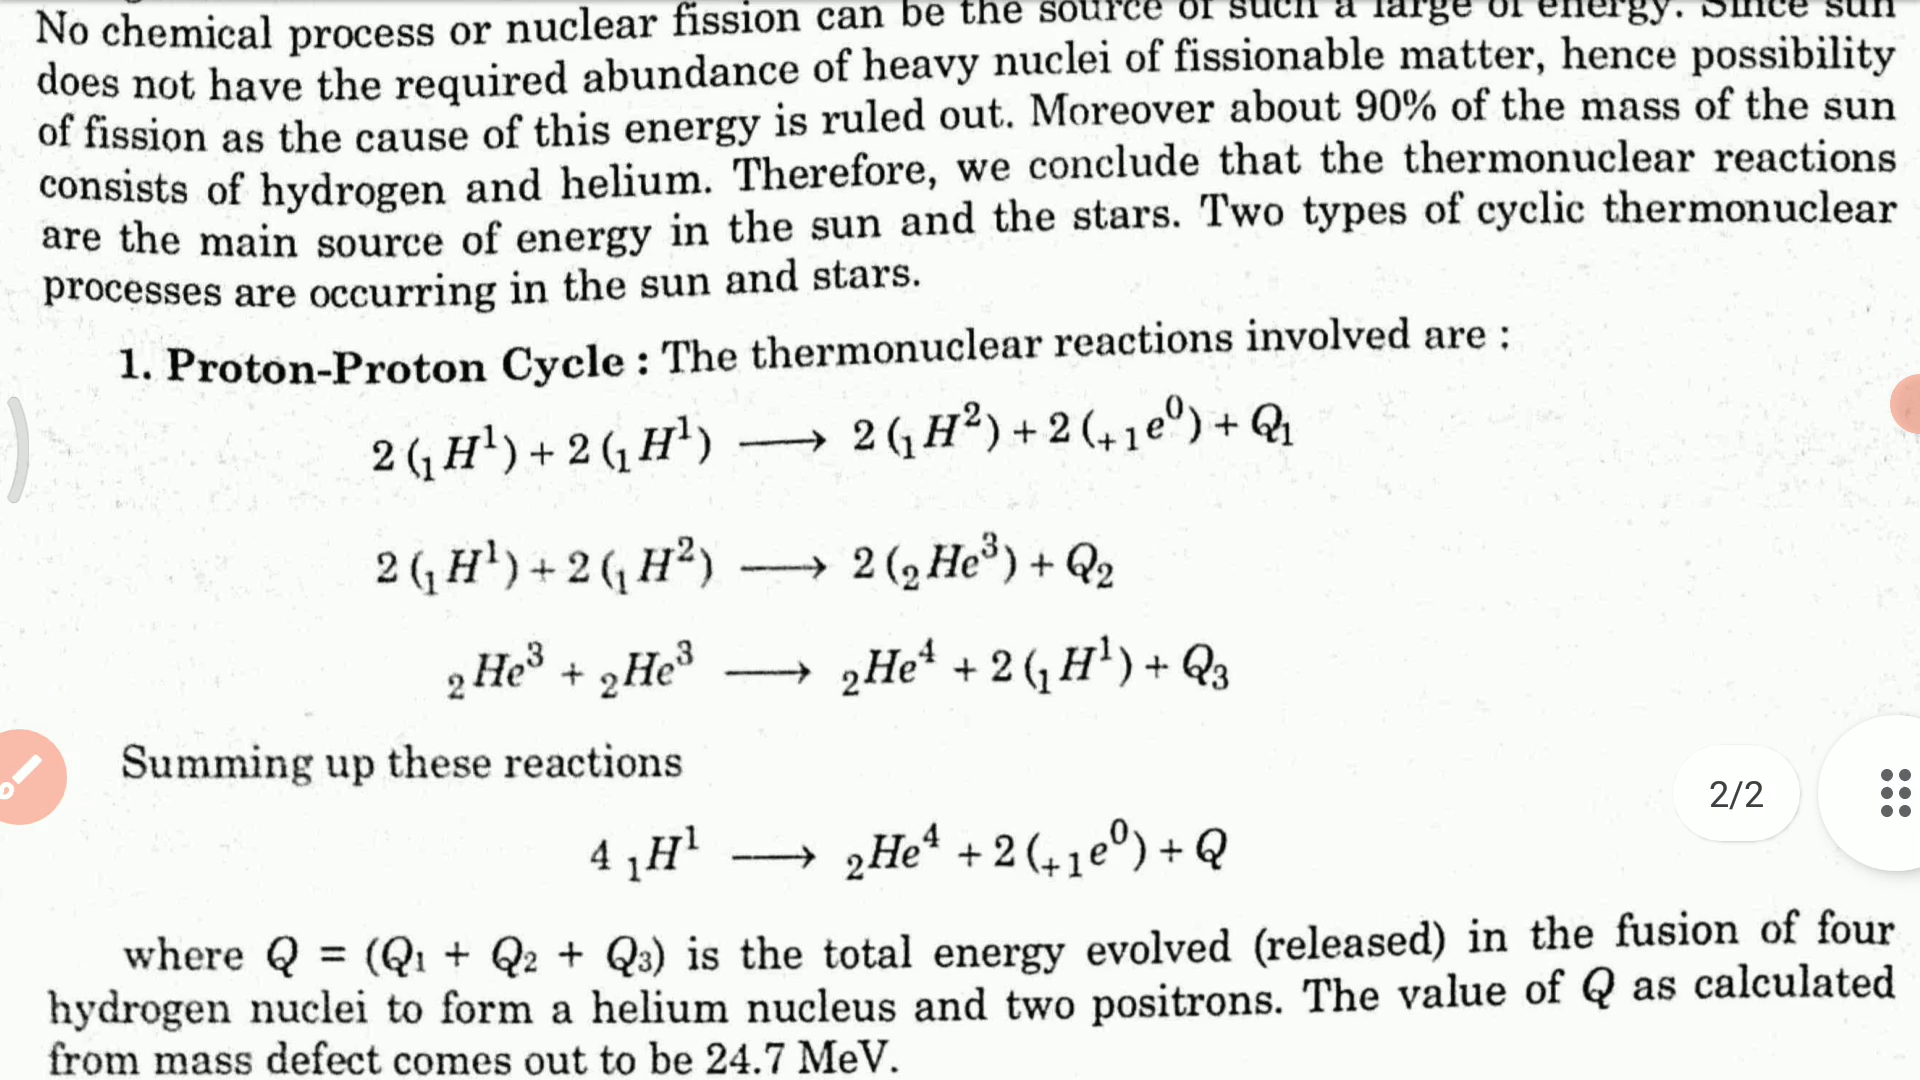 No chemical process or nuclear fission can be the source of such a large of energy. Since sun
does not have the required abundance of heavy nuclei of fissionable matter, hence possibility
of fission as the cause of this energy is ruled out. Moreover about 90% of the mass of the sun
consists of hydrogen and helium. Therefore, we conclude that the thermonuclear reactions
are the main source of energy in the sun and the stars. Two types of cyclic thermonuclear
processes are occurring in the sun and stars.
1. Proton-Proton Cycle : The thermonuclear reactions involved are :
2 (₁H¹) + 2 (₁H¹) ⟶ 2 (₁H²) + 2 (₊₁e⁰) + Q₁
2 (₁H¹) + 2 (₁H²) ⟶ 2 (₂He³) + Q₂
₂He³ + ₂He³ ⟶ ₂He⁴ + 2 (₁H¹) + Q₃
Summing up these reactions
2/2
4 ₁H¹ ⟶ ₂He⁴ + 2 (₊₁e⁰) + Q
where Q = (Q₁ + Q₂ + Q₃) is the total energy evolved (released) in the fusion of four
hydrogen nuclei to form a helium nucleus and two positrons. The value of Q as calculated
from mass defect comes out to be 24.7 MeV.